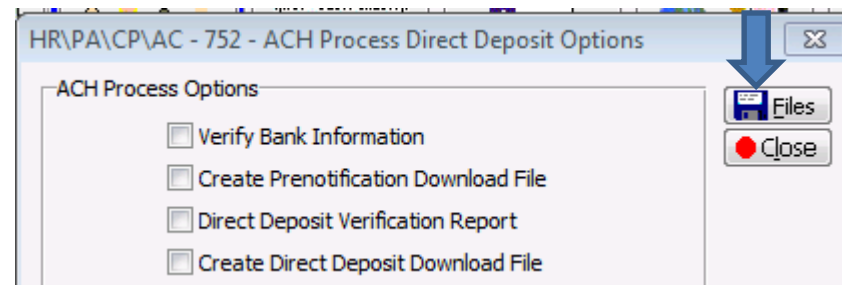 HR\PA\CP\AC - 752 - ACH Process Direct Deposit Options
ACH Process Options
Files
Verify Bank Information
Close
Create Prenotification Download File
Direct Deposit Verification Report
Create Direct Deposit Download File